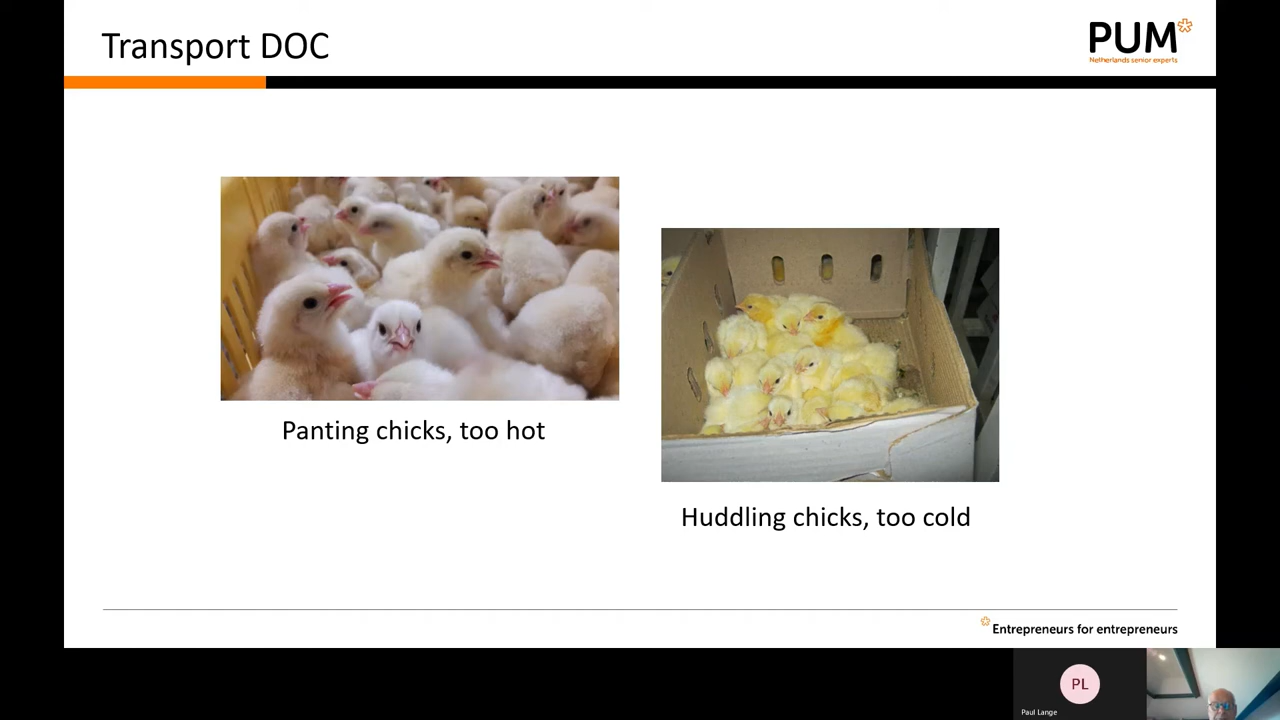 Transport DOC
PUM
Netherlands senior experts
Panting chicks, too hot
Huddling chicks, too cold
Entrepreneurs for entrepreneurs
PL
Paul Lange